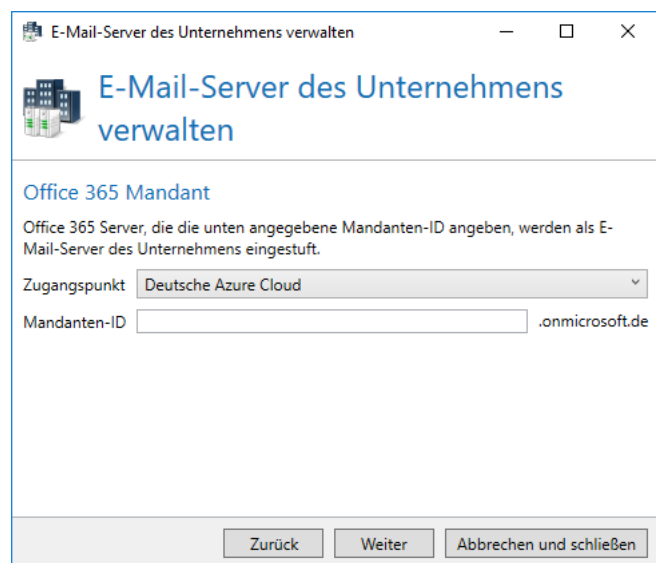 E-Mail-Server des Unternehmens verwalten
E-Mail-Server des Unternehmens
verwalten
Office 365 Mandant
Office 365 Server, die die unten angegebene Mandanten-ID angeben, werden als E-
Mail-Server des Unternehmens eingestuft.
Zugangspunkt Deutsche Azure Cloud
Mandanten-ID .onmicrosoft.de
Zurück Weiter Abbrechen und schließen